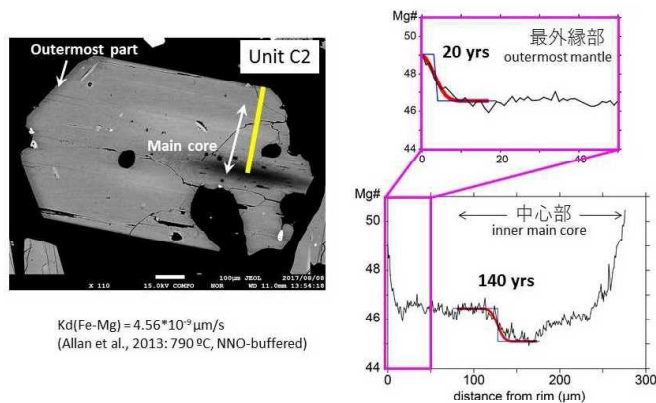 Outermost part
Unit C2
Main core
X 110
100μm JEOL
2017/08/08
15.0kV COMPO
NOR
WD 11.0mm 13:54:18
Kd(Fe-Mg) = 4.56*10⁻⁹ μm/s
(Allan et al., 2013: 790 ºC, NNO-buffered)
Mg#
50
48
46
44
0
20
40
20 yrs
最外縁部
outermost mantle
Mg#
50
48
46
44
0
100
200
300
中心部
inner main core
140 yrs
distance from rim (μm)